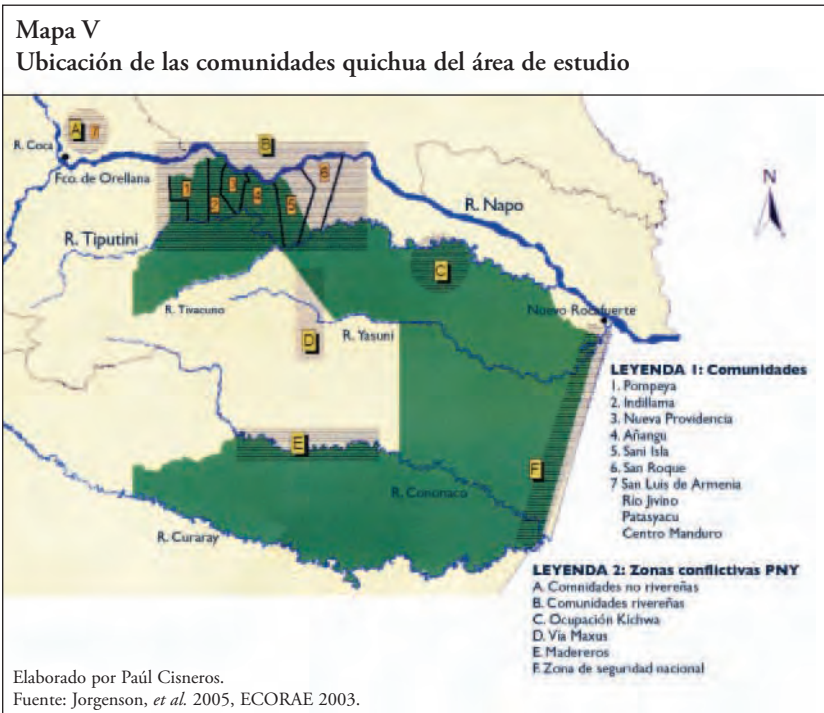 Mapa V
Ubicación de las comunidades quichua del área de estudio
A 7
R. Coca
B
Fco. de Orellana
1
2
3
4
5
6
N
R. Napo
R. Tiputini
C
R. Tivacuno
Nuevo Rocafuerte
D
R. Yasuni
LEYENDA 1: Comunidades
1. Pompeya
2. Indillama
3. Nueva Providencia
4. Añangu
5. Sani Isla
6. San Roque
7 San Luis de Armenia
Rio Jivino
Patasyacu
Centro Manduro
E
F
R. Cononaco
R. Curaray
LEYENDA 2: Zonas conflictivas PNY
A. Comnidades no rivereñas
B. Comunidades rivereñas
C. Ocupación Kichwa
D. Vía Maxus
E. Madereros
F. Zona de seguridad nacional
Elaborado por Paúl Cisneros.
Fuente: Jorgenson, et al. 2005, ECORAE 2003.